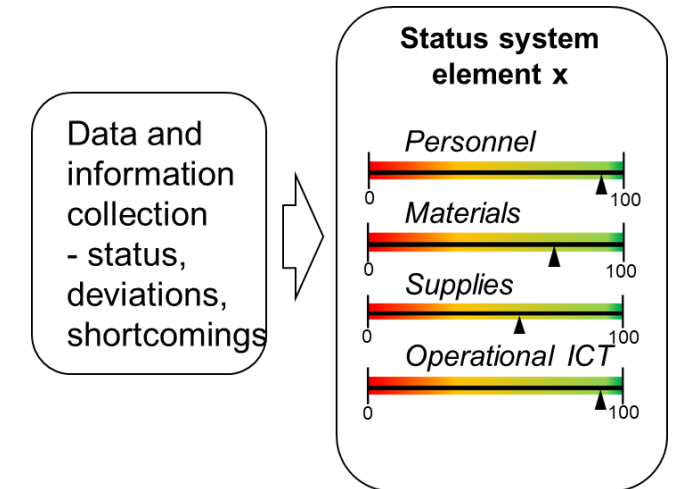 Data and
information
collection
- status,
deviations,
shortcomings
Status system
element x
Personnel
0 100
Materials
0 100
Supplies
0 100
Operational ICT
0 100